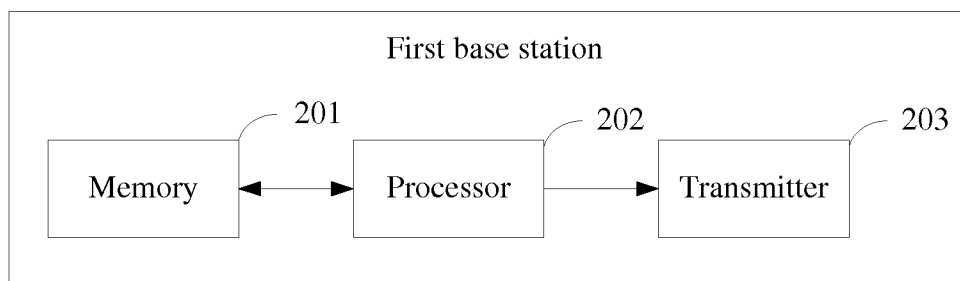 First base station
201
202
203
Memory
Processor
Transmitter